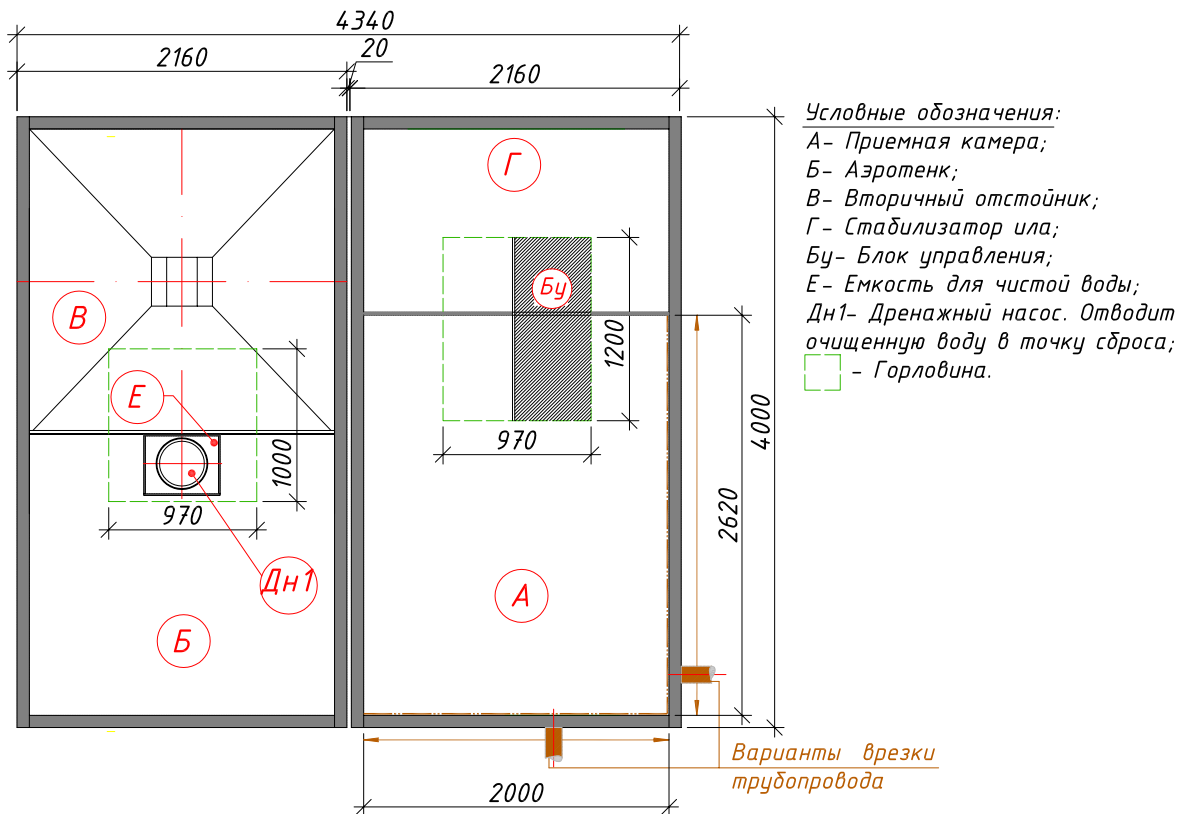 4340
2160
20
2160
Условные обозначения:
А- Приемная камера;
Б- Аэротенк;
В- Вторичный отстойник;
Г- Стабилизатор ила;
Бу- Блок управления;
Е- Емкость для чистой воды;
Дн1- Дренажный насос. Отводит
очищенную воду в точку сброса;
- Горловина.
Г
Бу
В
1200
Е
4000
970
1000
2620
970
Дн1
А
Б
Варианты врезки
трубопровода
2000